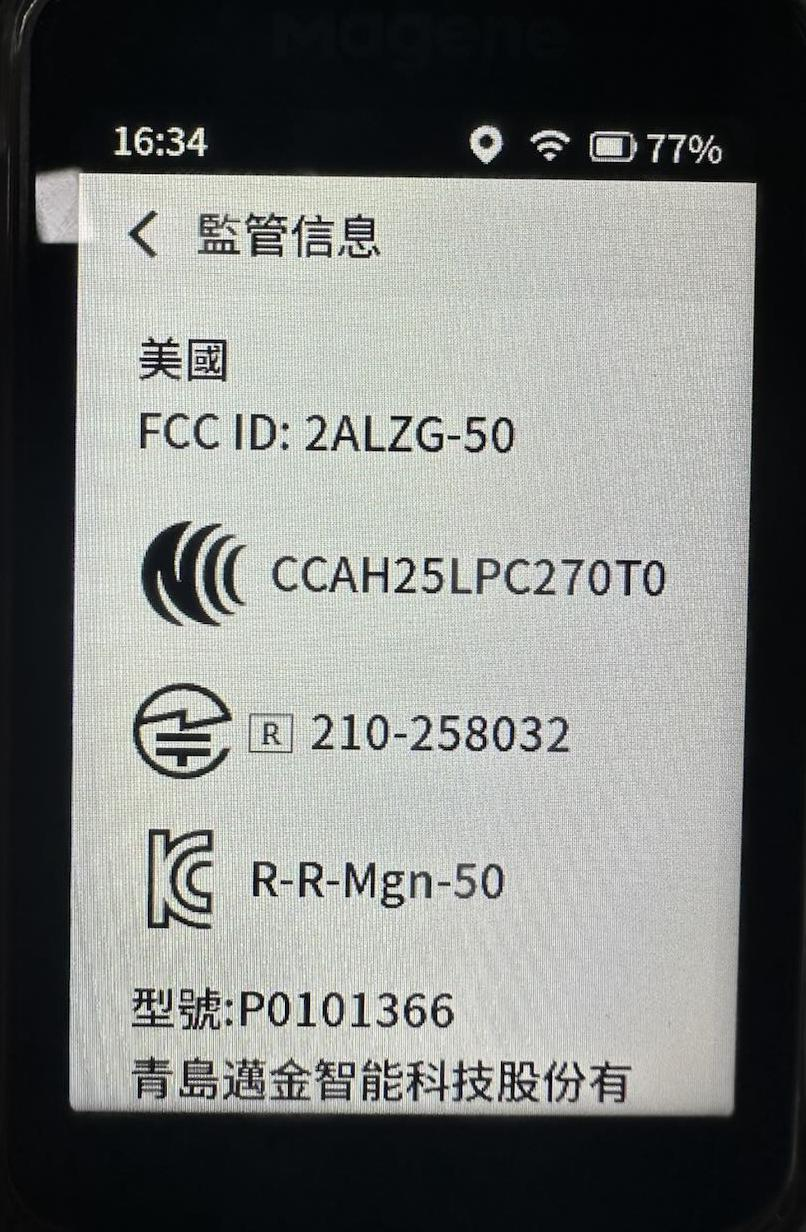 Magene
16:34 77%
監管信息
美國
FCC ID: 2ALZG-50
CCAH25LPC270T0
R 210-258032
R-R-Mgn-50
型號:P0101366
青島邁金智能科技股份有